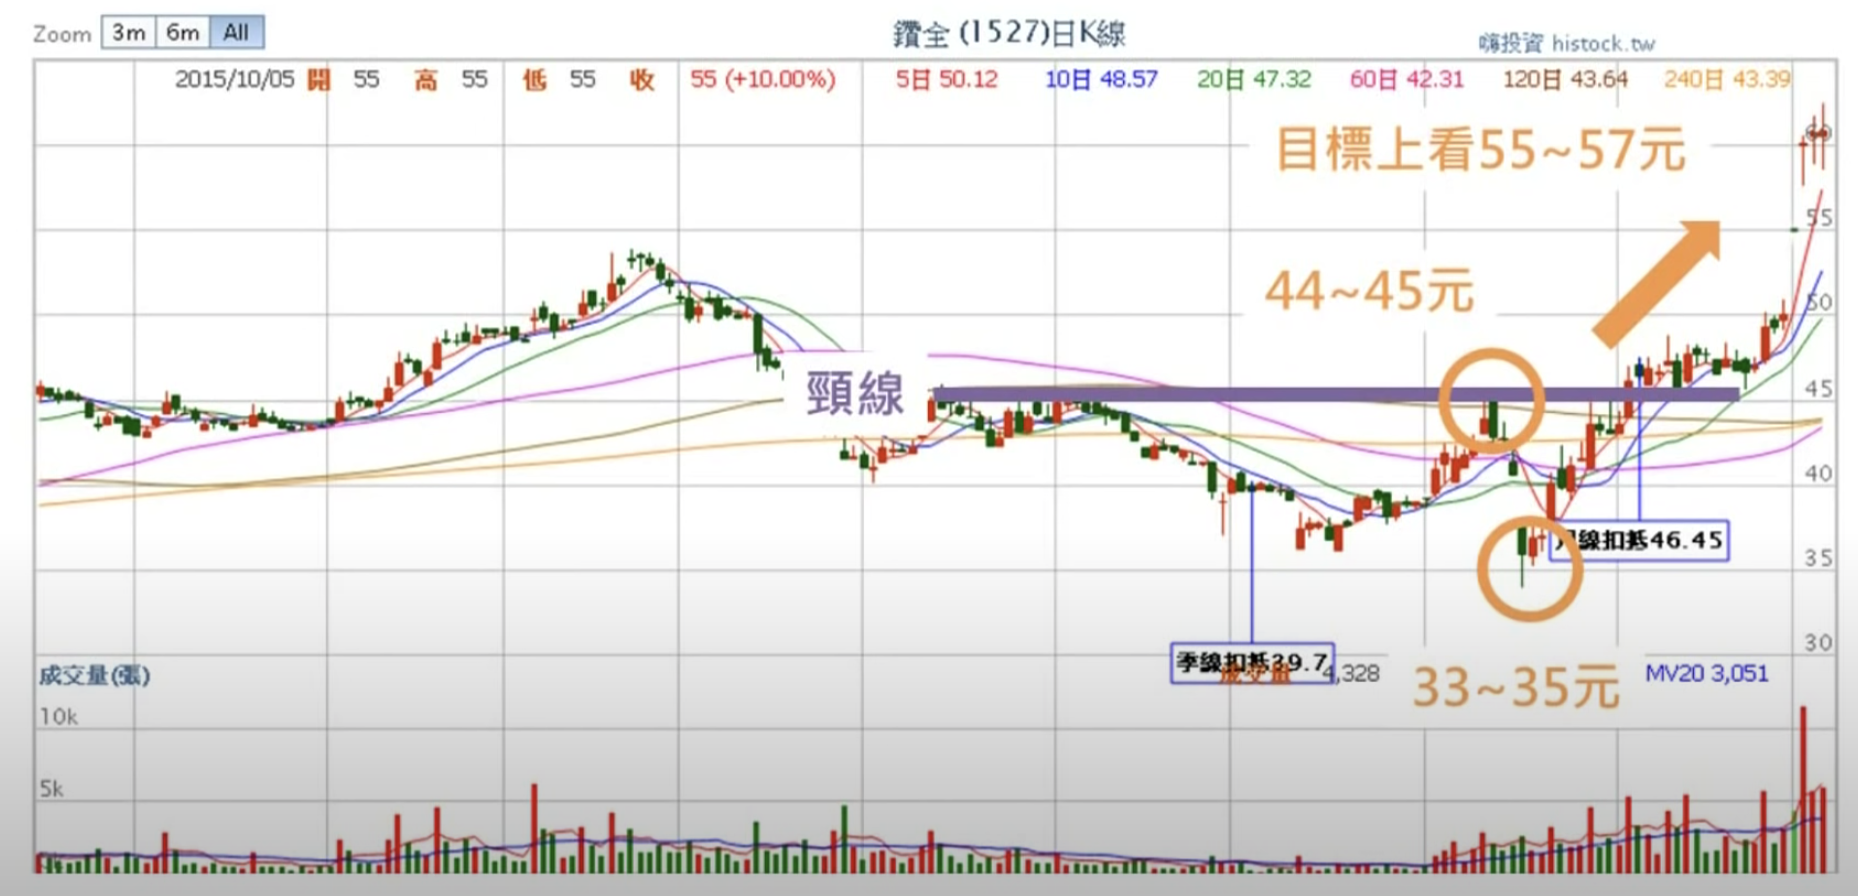 Zoom 3m 6m All
鑽全 (1527)日K線
嗨投資 histock.tw
2015/10/05 開 55 高 55 低 55 收 55 (+10.00%) 5日 50.12 10日 48.57 20日 47.32 60日 42.31 120日 43.64 240日 43.39
目標上看55~57元
60
55
44~45元
50
頸線
45
40
月線扣抵46.45
35
30
季線扣抵39.7
成交量(張)
成交量 4,328
33~35元
MV20 3,051
10k
5k